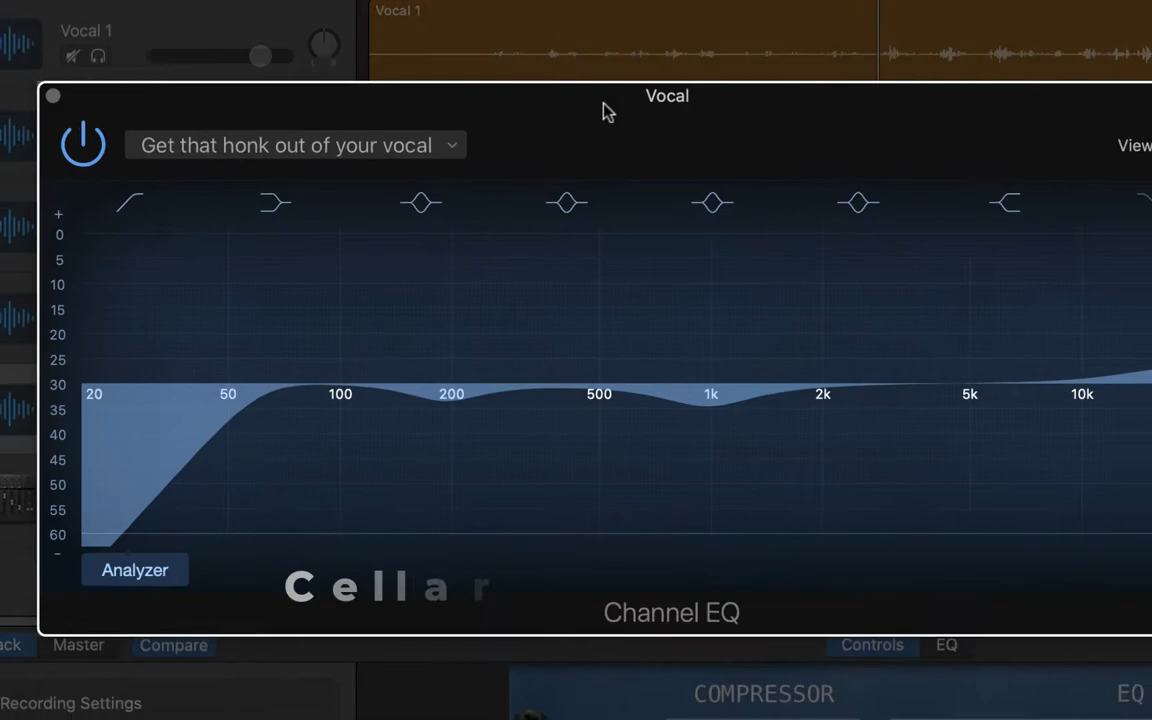 Vocal 1
Vocal 1
Vocal
Get that honk out of your vocal
View
+
0
5
10
15
20
25
30
35
40
45
50
55
60
-
20 50 100 200 500 1k 2k 5k 10k
Analyzer
Cellar
Channel EQ
ack Master Compare Controls EQ
Recording Settings
COMPRESSOR EQ